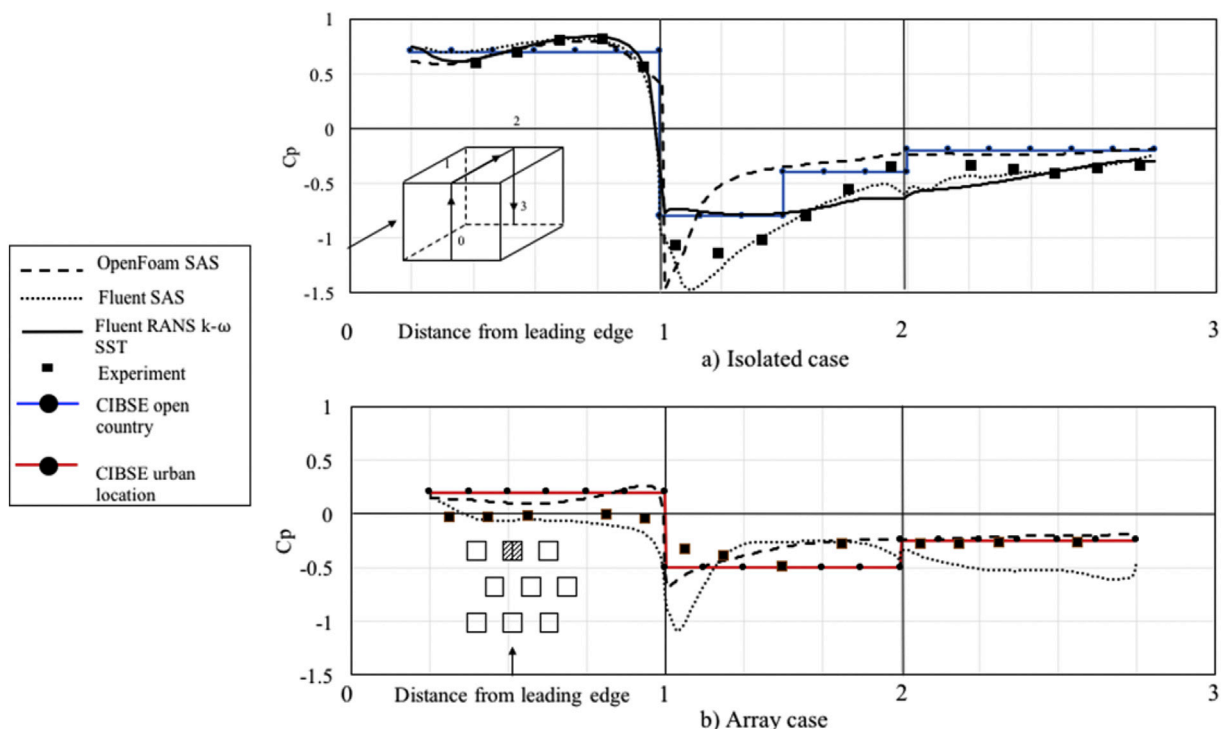 1
0.5
0
-0.5
-1
-1.5
Cp
1
2
3
0
0 Distance from leading edge 1 2 3
a) Isolated case
OpenFoam SAS
Fluent SAS
Fluent RANS k-ω
SST
Experiment
CIBSE open
country
CIBSE urban
location
1
0.5
0
-0.5
-1
-1.5
Cp
0 Distance from leading edge 1 2 3
b) Array case